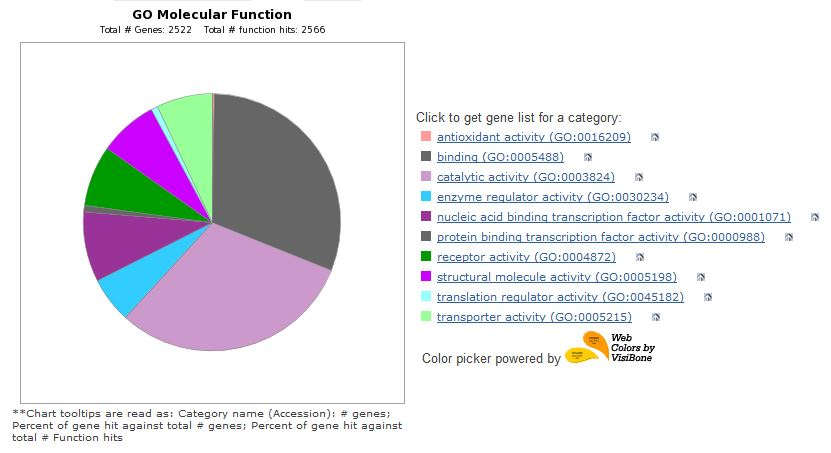 GO Molecular Function
Total # Genes: 2522 Total # function hits: 2566
Click to get gene list for a category:
antioxidant activity (GO:0016209)
binding (GO:0005488)
catalytic activity (GO:0003824)
enzyme regulator activity (GO:0030234)
nucleic acid binding transcription factor activity (GO:0001071)
protein binding transcription factor activity (GO:0000988)
receptor activity (GO:0004872)
structural molecule activity (GO:0005198)
translation regulator activity (GO:0045182)
transporter activity (GO:0005215)
Color picker powered by
Web
Colors by
VisiBone
**Chart tooltips are read as: Category name (Accession): # genes;
Percent of gene hit against total # genes; Percent of gene hit against
total # Function hits